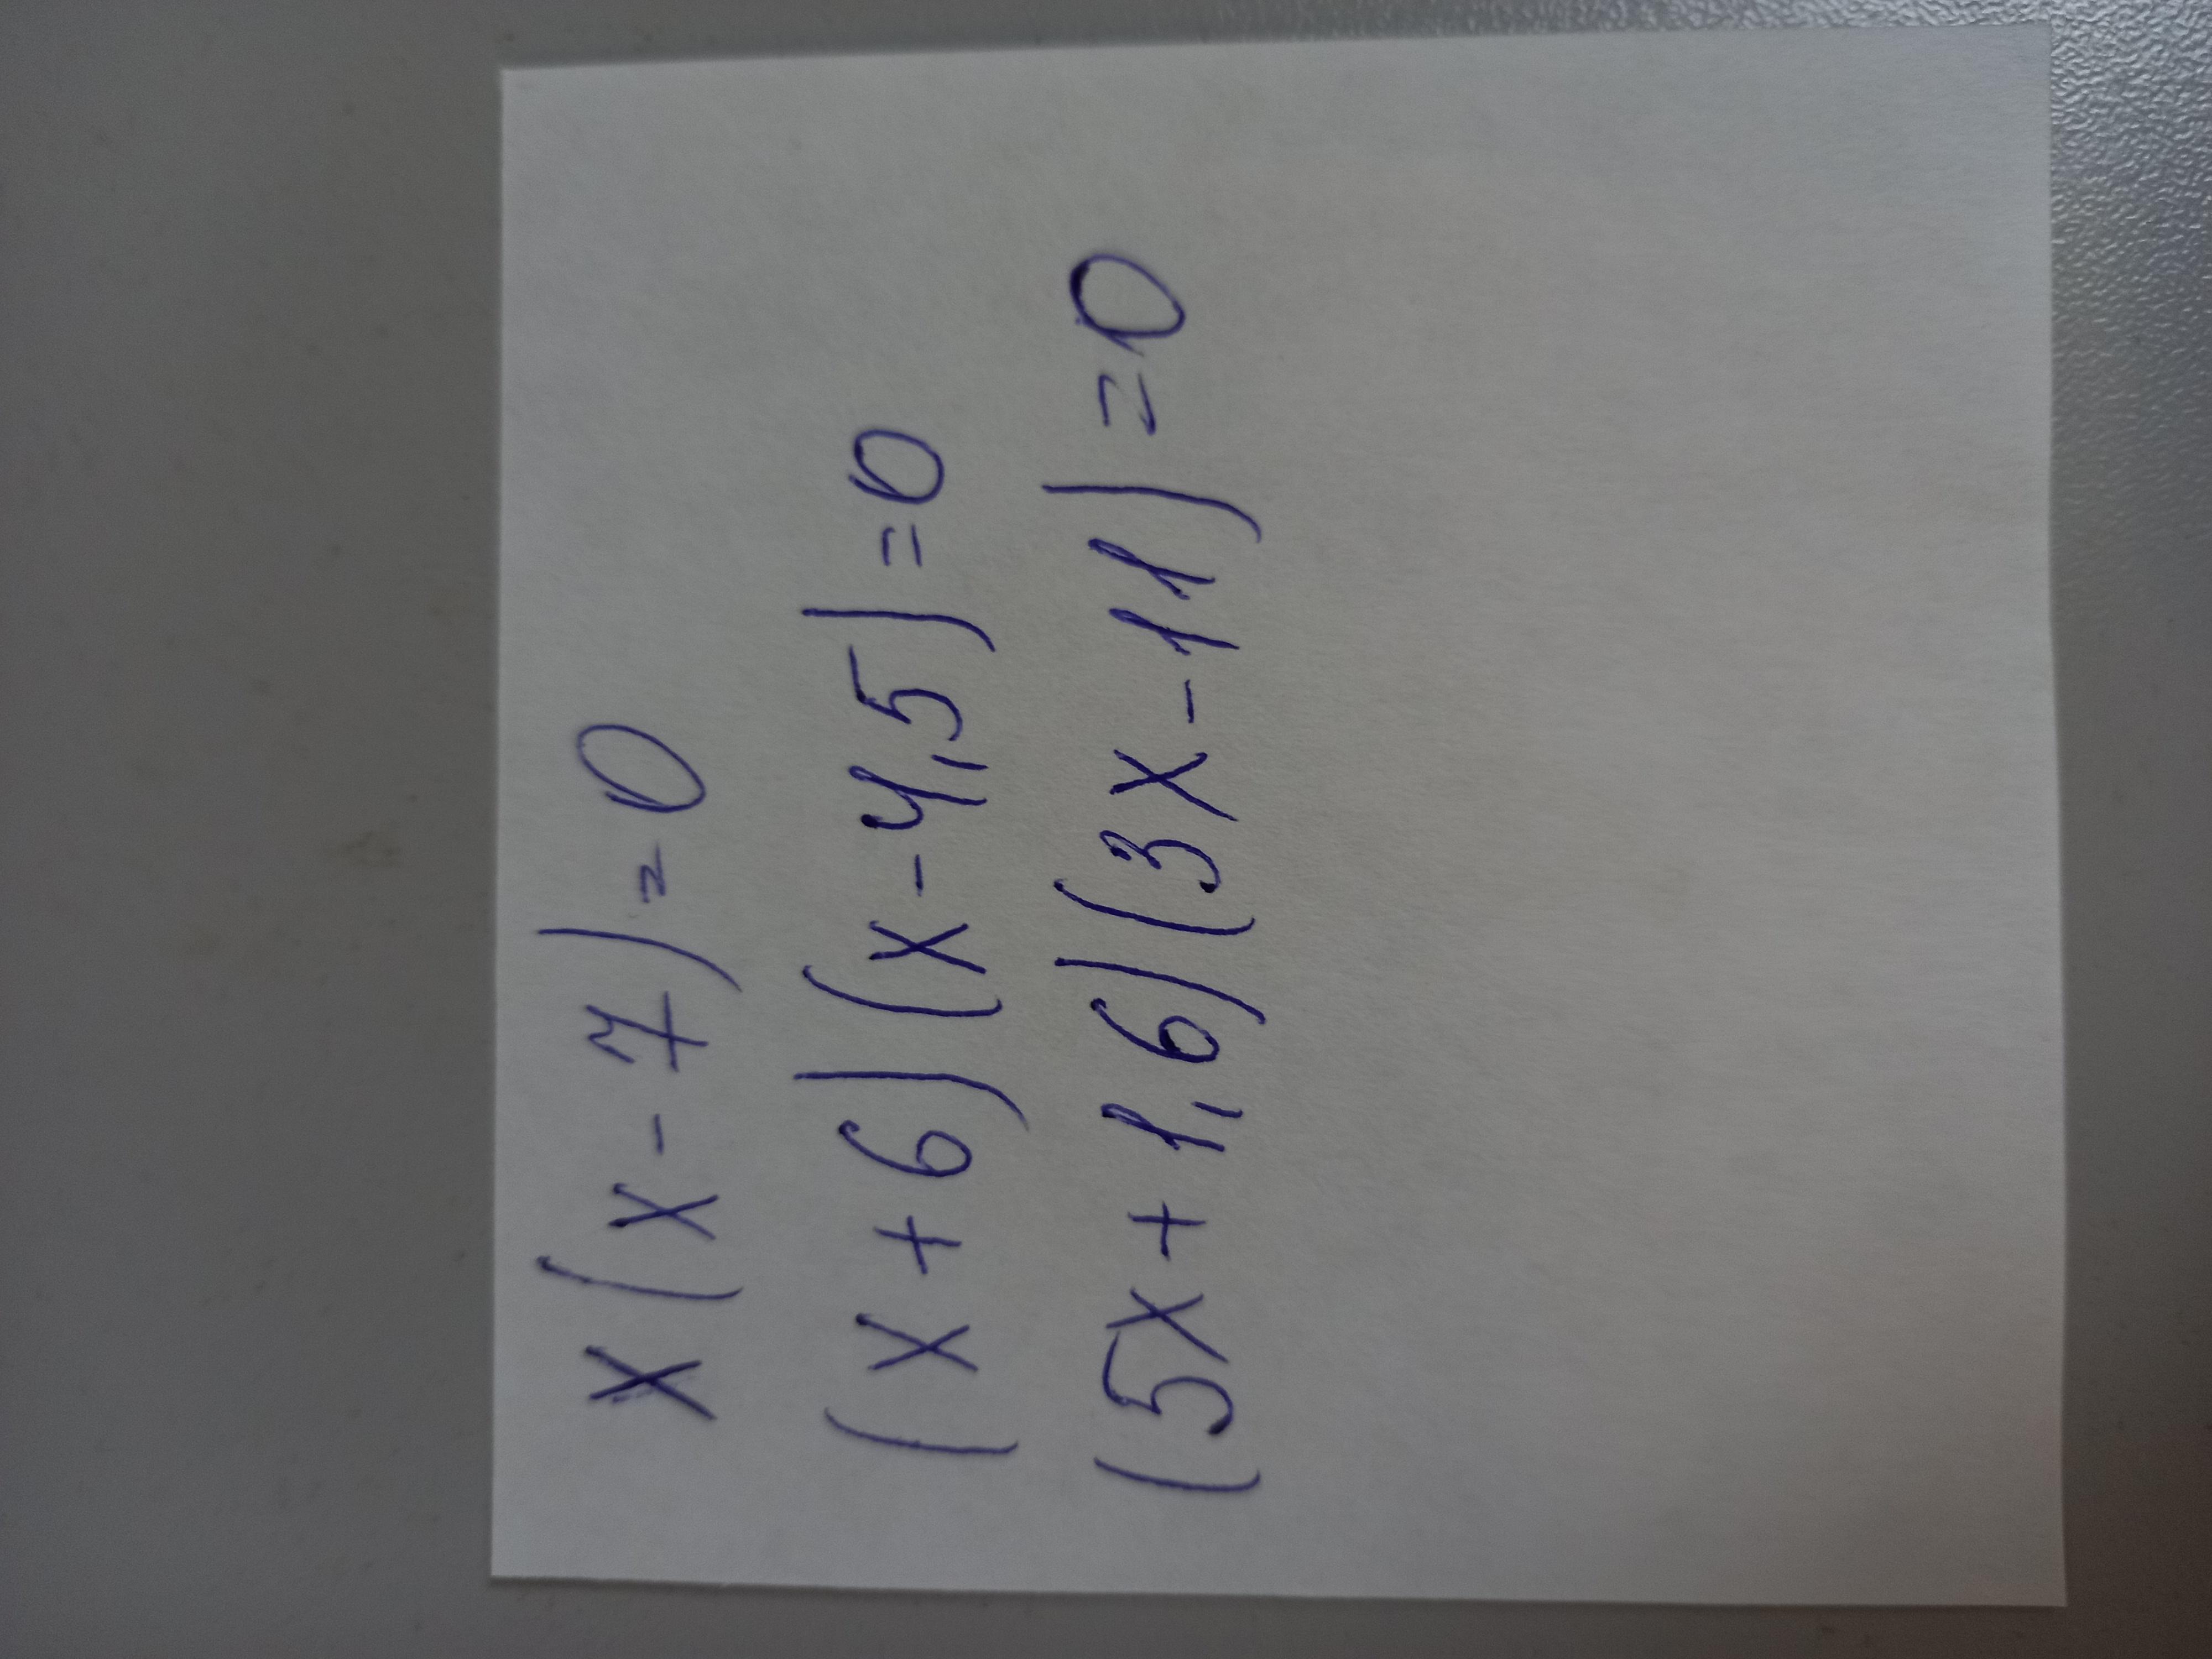 x(x-7)=0
(x+6)(x-4,5)=0
(5x+1,6)(3x-11)=0